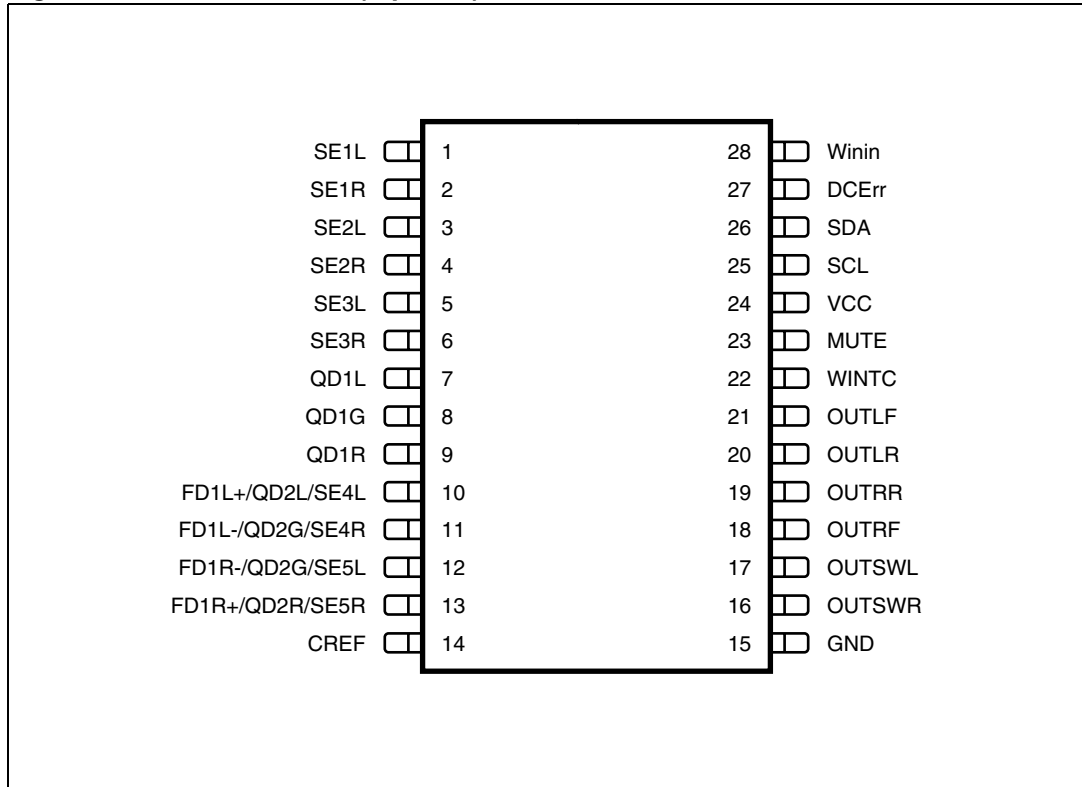 SE1L 1 28 Winin
SE1R 2 27 DCErr
SE2L 3 26 SDA
SE2R 4 25 SCL
SE3L 5 24 VCC
SE3R 6 23 MUTE
QD1L 7 22 WINTC
QD1G 8 21 OUTLF
QD1R 9 20 OUTLR
FD1L+/QD2L/SE4L 10 19 OUTRR
FD1L-/QD2G/SE4R 11 18 OUTRF
FD1R-/QD2G/SE5L 12 17 OUTSWL
FD1R+/QD2R/SE5R 13 16 OUTSWR
CREF 14 15 GND